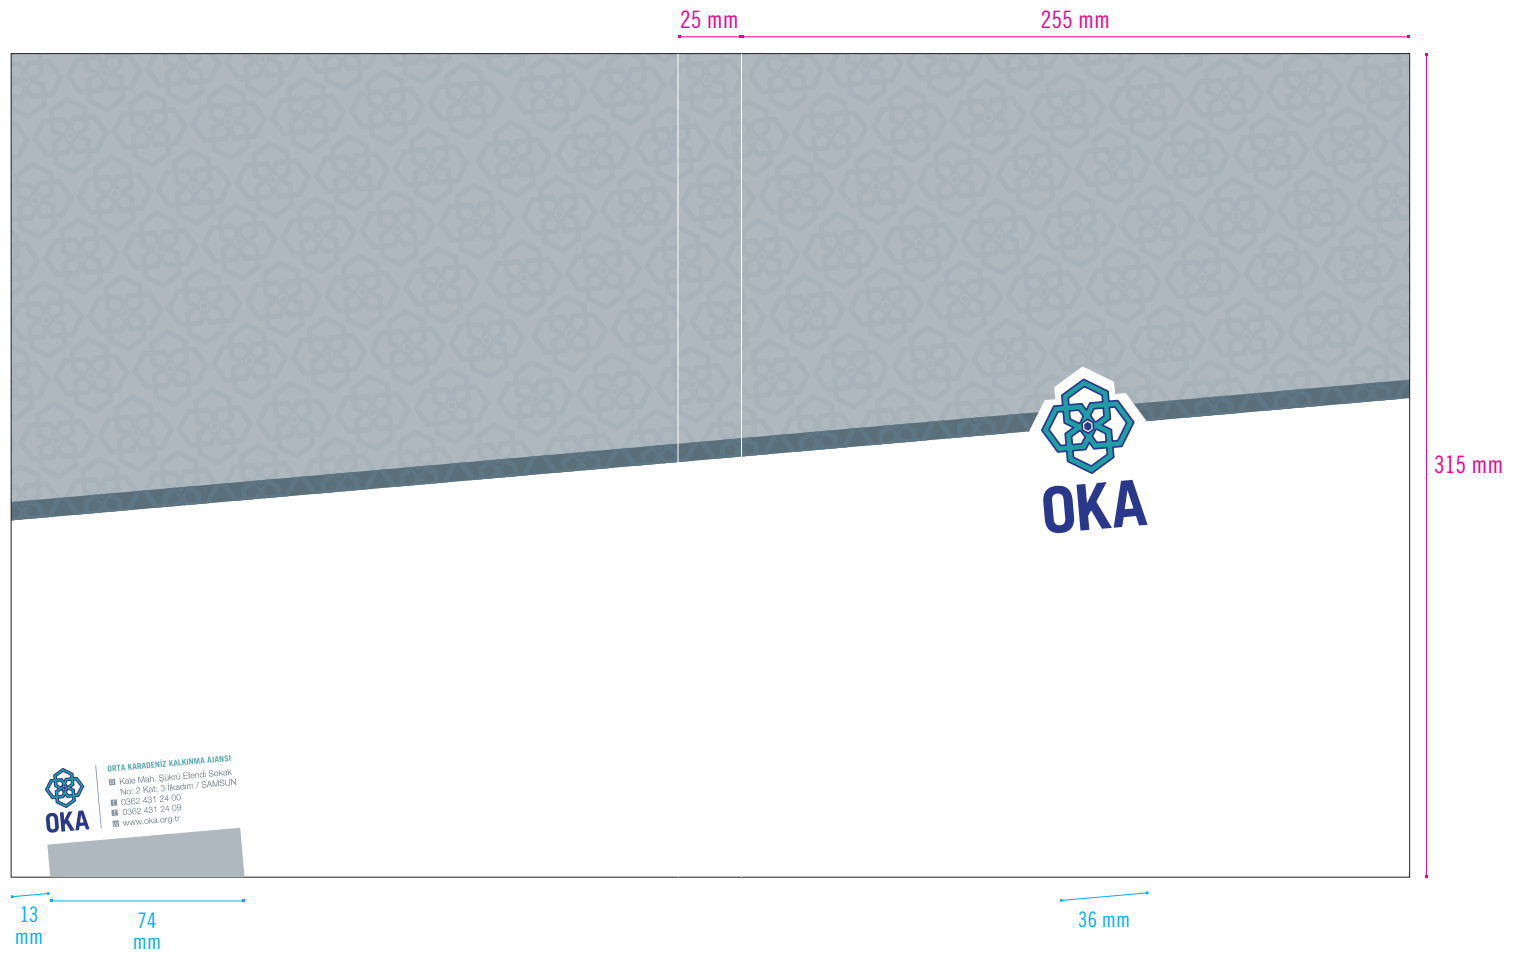 25 mm
255 mm
315 mm
OKA
OKA
ORTA KARADENİZ KALKINMA AJANSI
Kale Mah. Şükrü Efendi Sokak
No: 2 Kat: 3 İlkadım / SAMSUN
0362 431 24 00
0362 431 24 09
www.oka.org.tr
13
mm
74
mm
36 mm